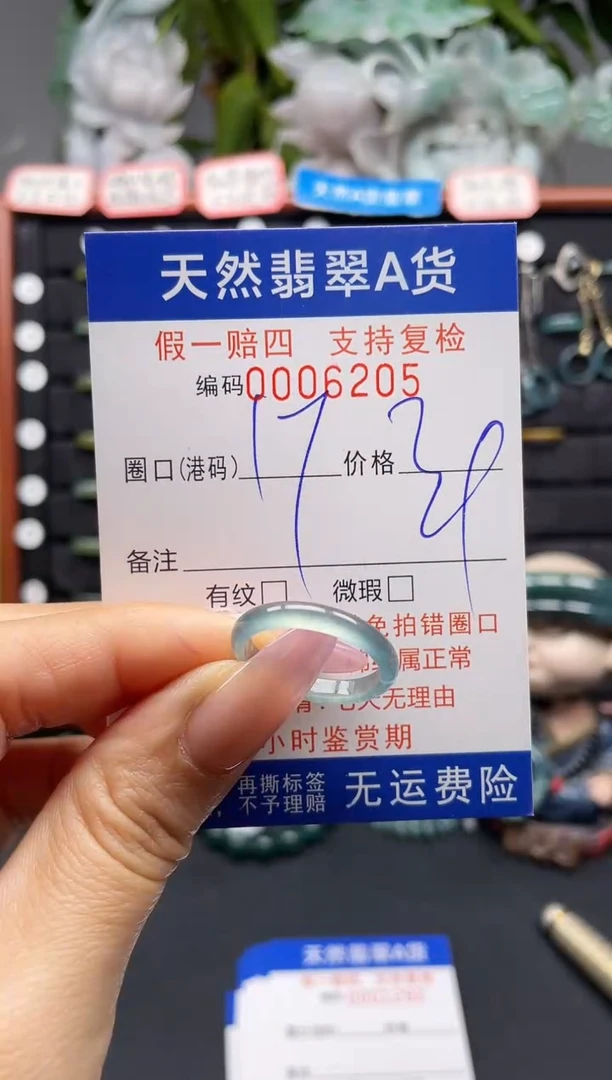 天然翡翠A货
假一赔四 支持复检
编码0006205
圈口(港码) 17 价格
备注
有纹□ 微瑕□
免拍错圈口
属正常
七天无理由
小时鉴赏期
再撕标签
不予理赔
无运费险
天然翡翠A货